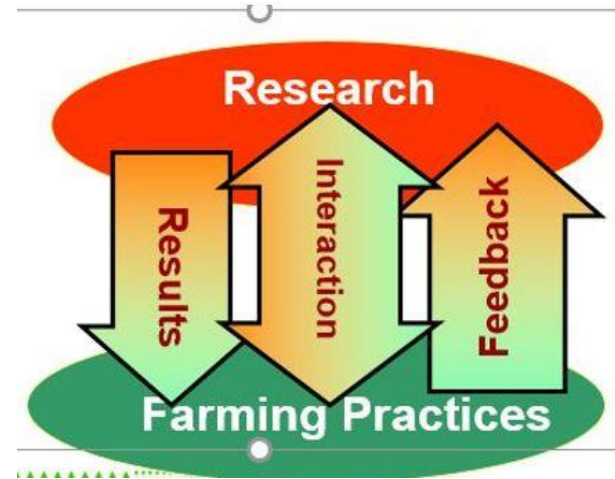 Research
Results
Interaction
Feedback
Farming Practices